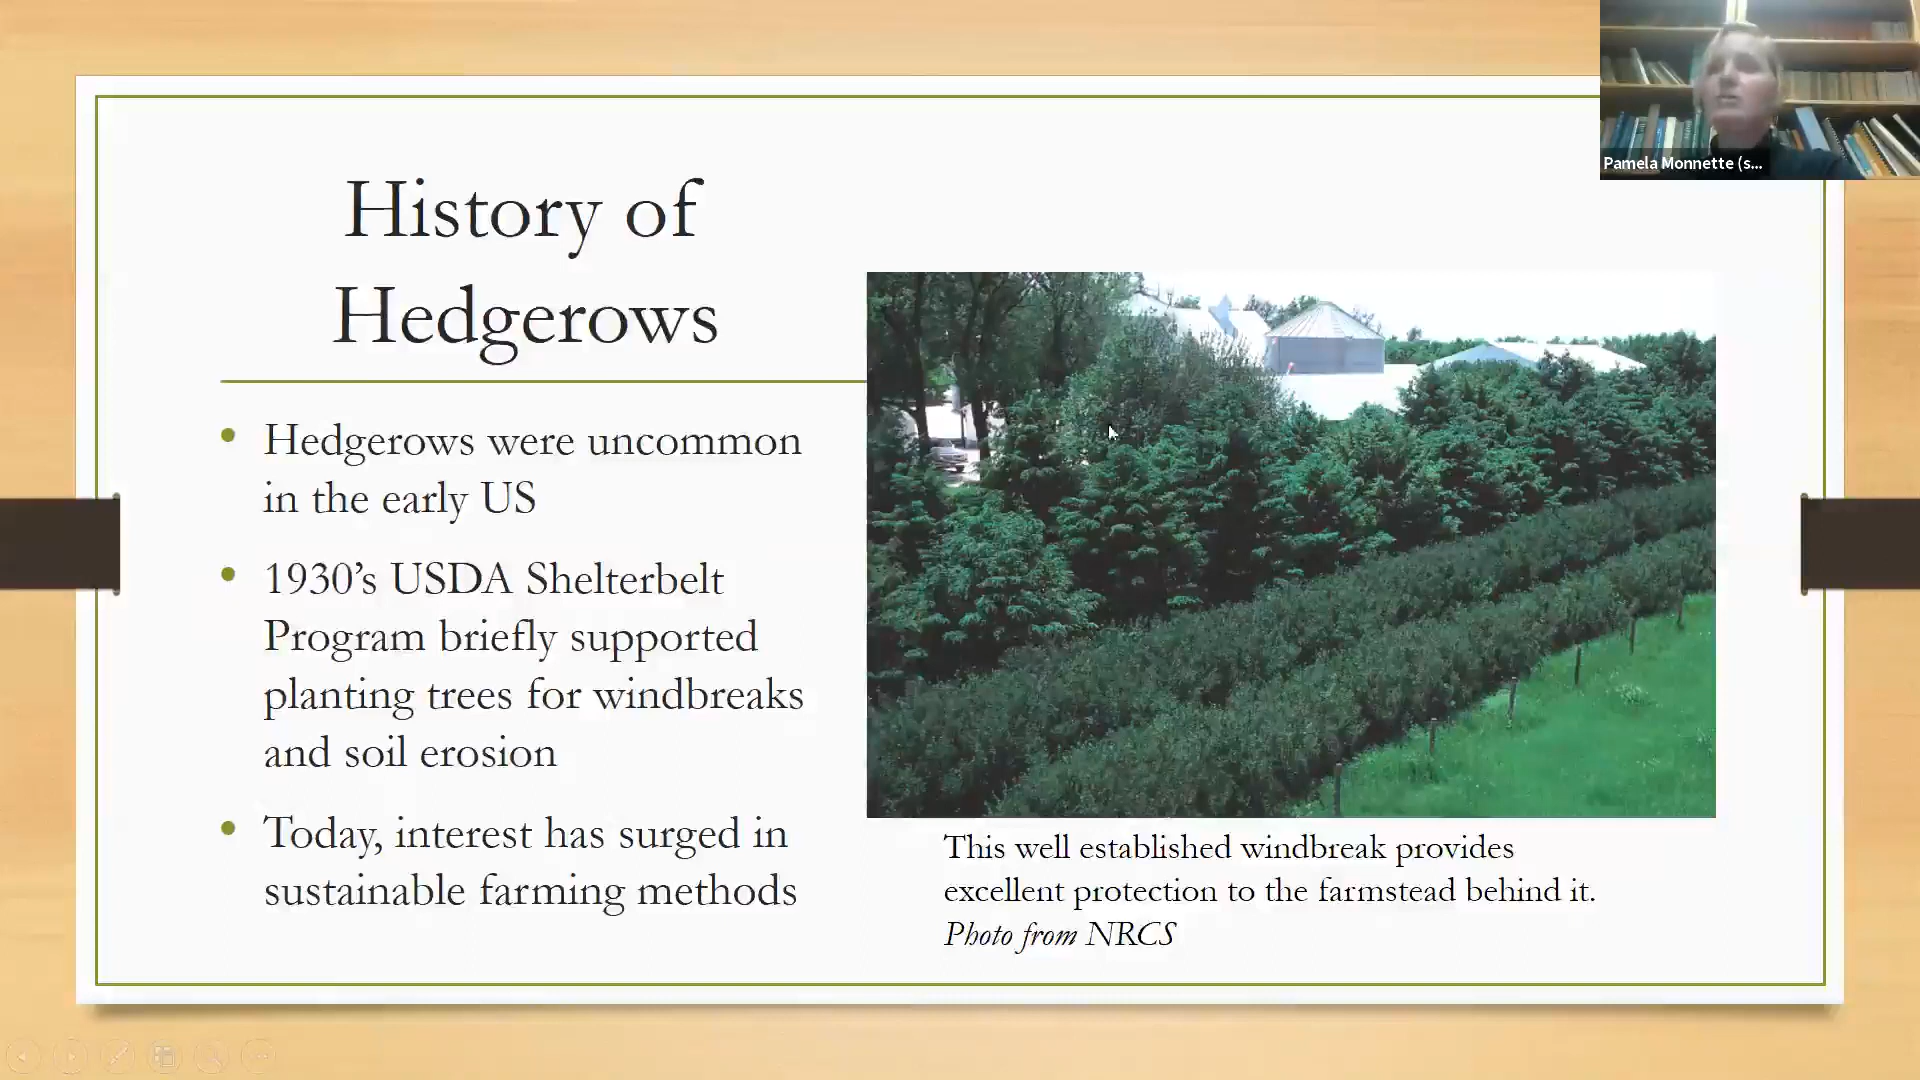 Pamela Monnette (s...
History of
Hedgerows
• Hedgerows were uncommon
in the early US
• 1930’s USDA Shelterbelt
Program briefly supported
planting trees for windbreaks
and soil erosion
• Today, interest has surged in
sustainable farming methods
This well established windbreak provides
excellent protection to the farmstead behind it.
Photo from NRCS